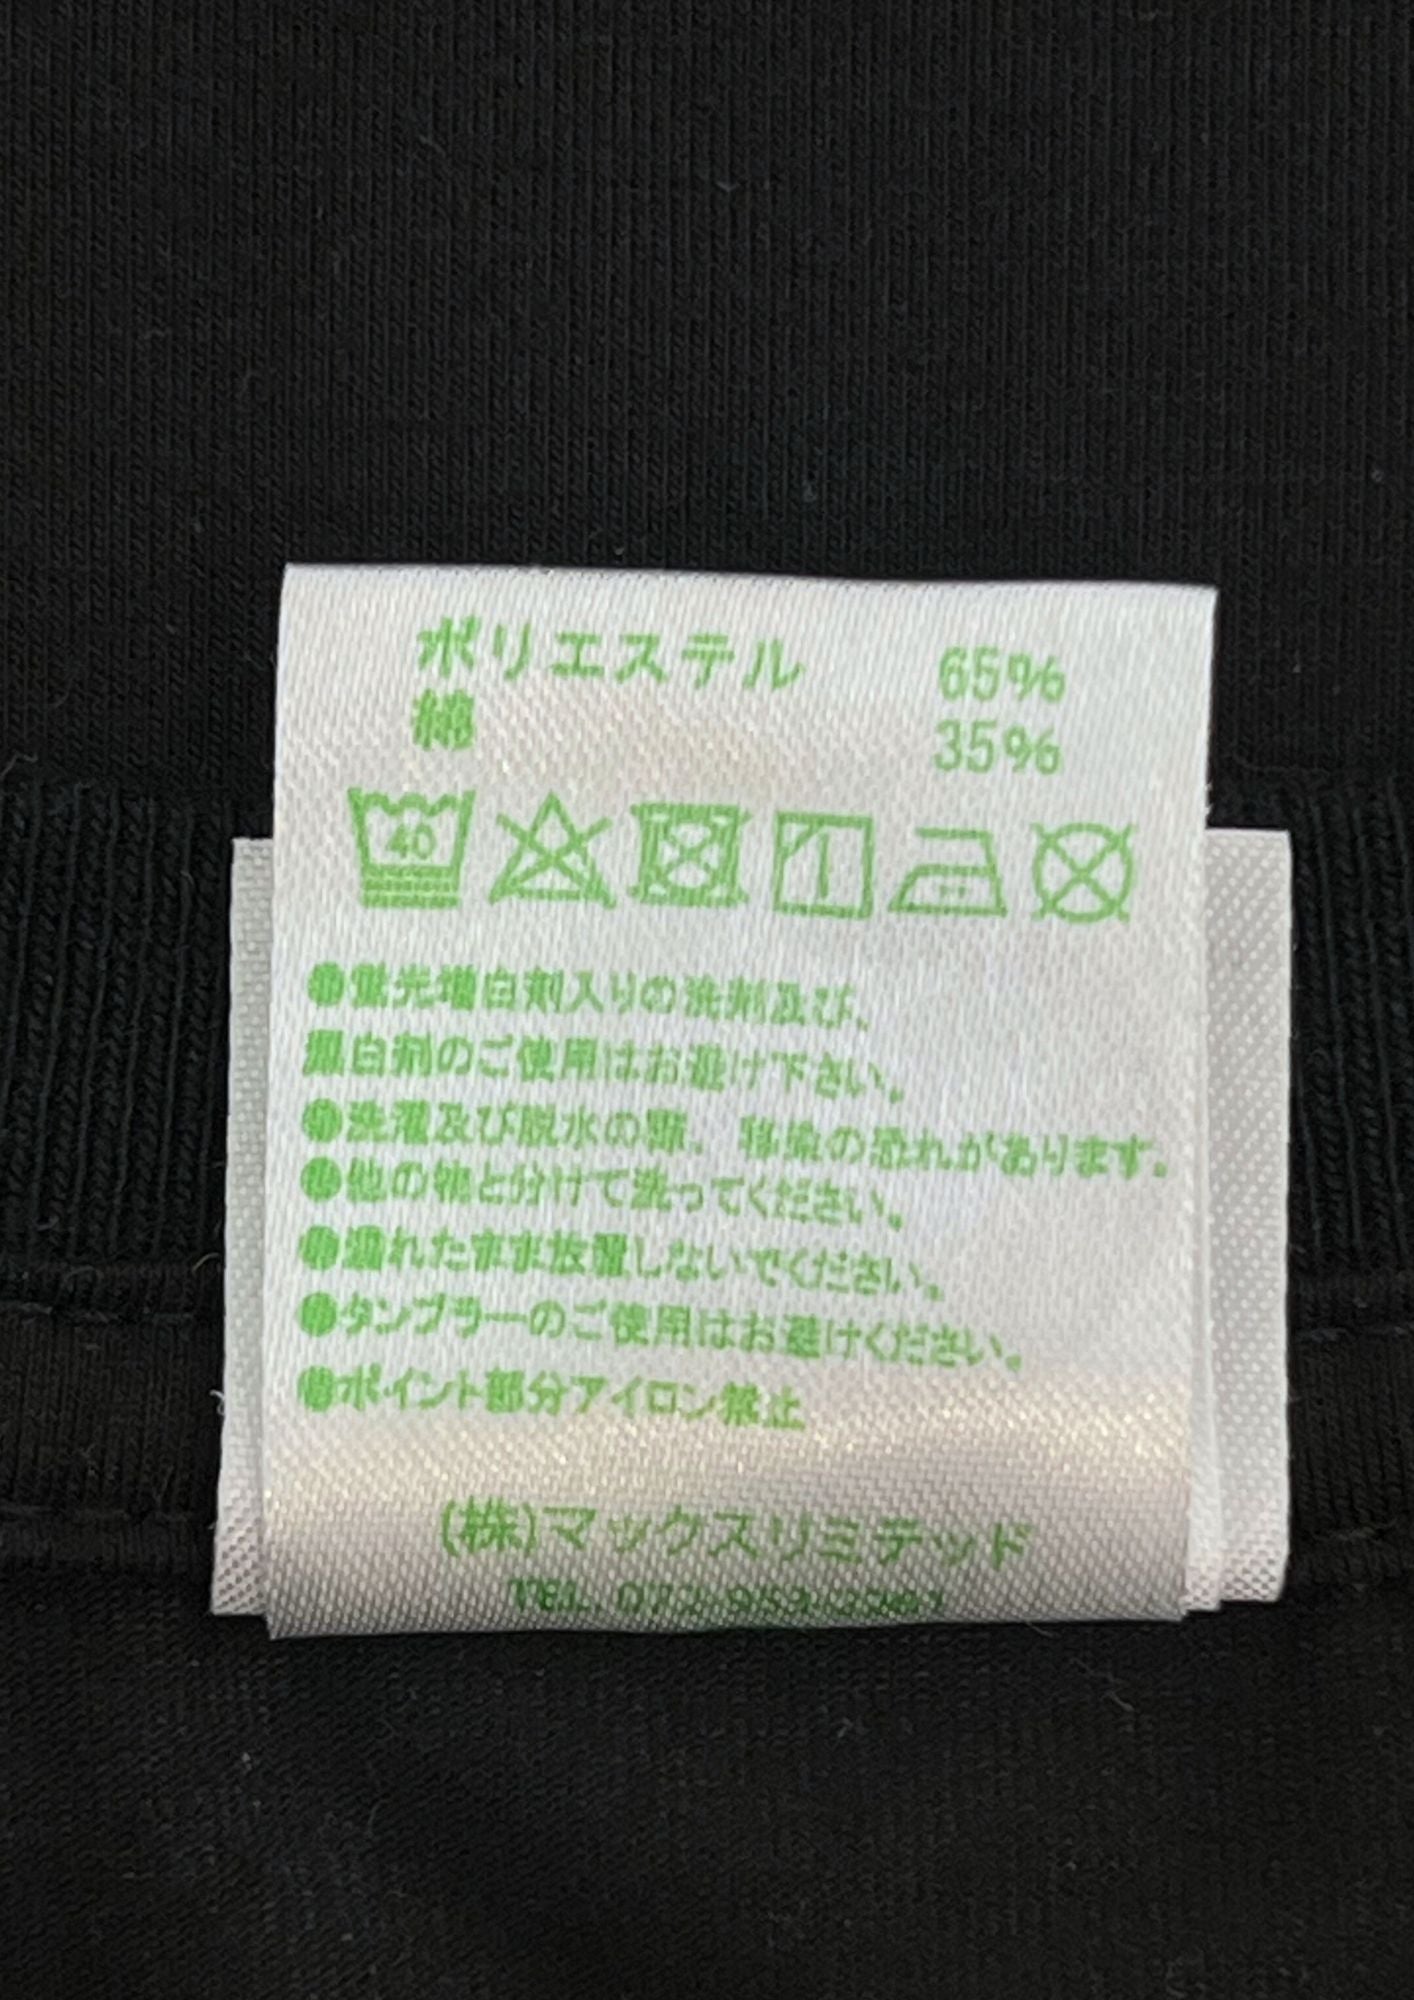 ポリエステル 65%
綿 35%
40
●蛍光増白剤入りの洗剤及び、
漂白剤のご使用はお避け下さい。
●洗濯及び脱水の際、移染の恐れがあります。
●他の物と分けて洗ってください。
●濡れたまま放置しないでください。
●タンブラーのご使用はお避けください。
●ポイント部分アイロン禁止
(株)マックスリミテッド
TEL 072